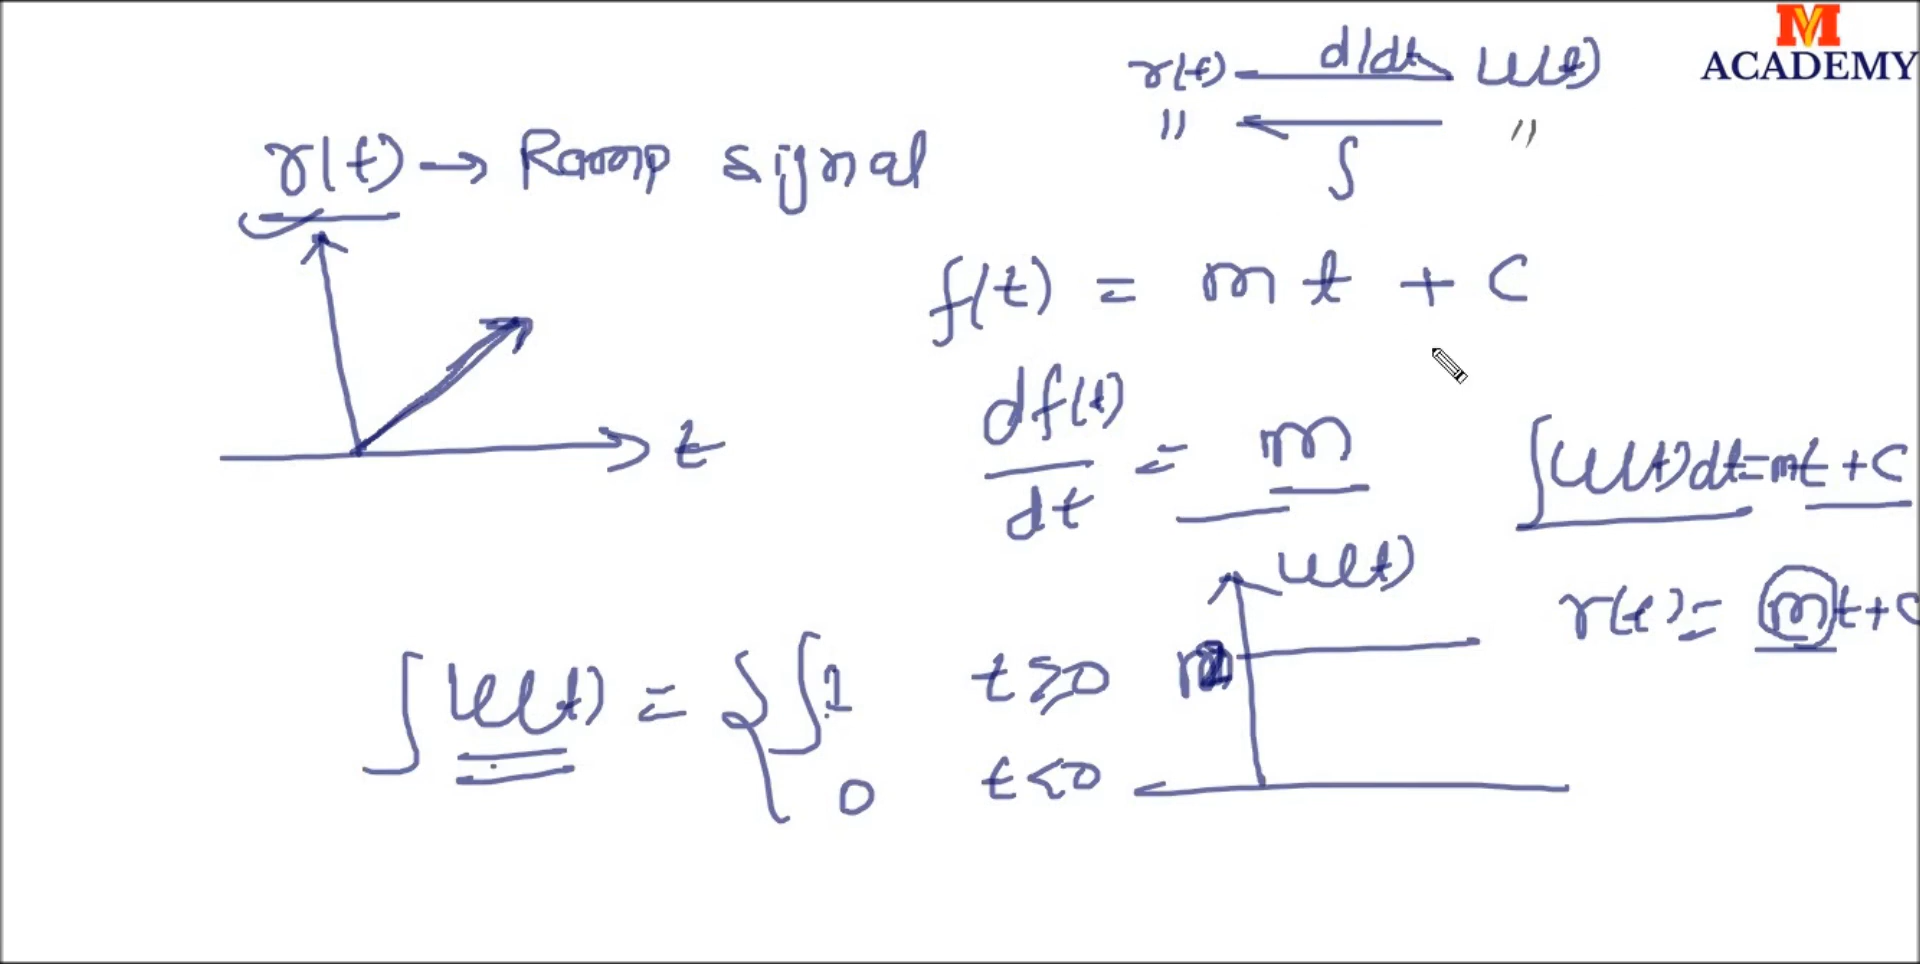 M
ACADEMY
r(t) d/dt u(t)
" "
∫
r(t) → Ramp signal
f(t) = mt + c
df(t)/dt = m
t
∫u(t)dt=mt+c
u(t)
r(t) = mt+c
∫u(t) = { ∫1 t≥0
0 t<0